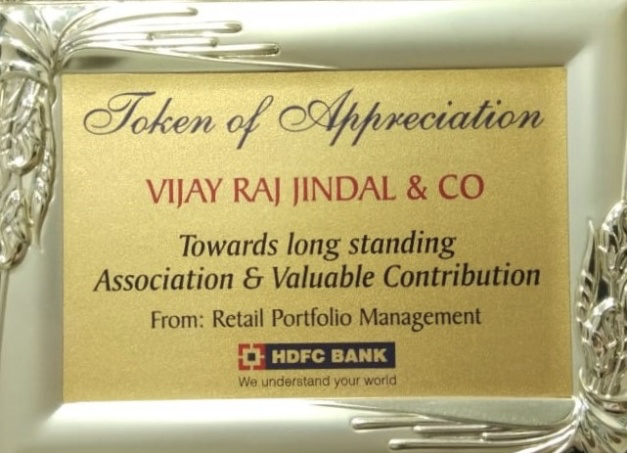 Token of Appreciation
VIJAY RAJ JINDAL & CO
Towards long standing
Association & Valuable Contribution
From: Retail Portfolio Management
HDFC BANK
We understand your world